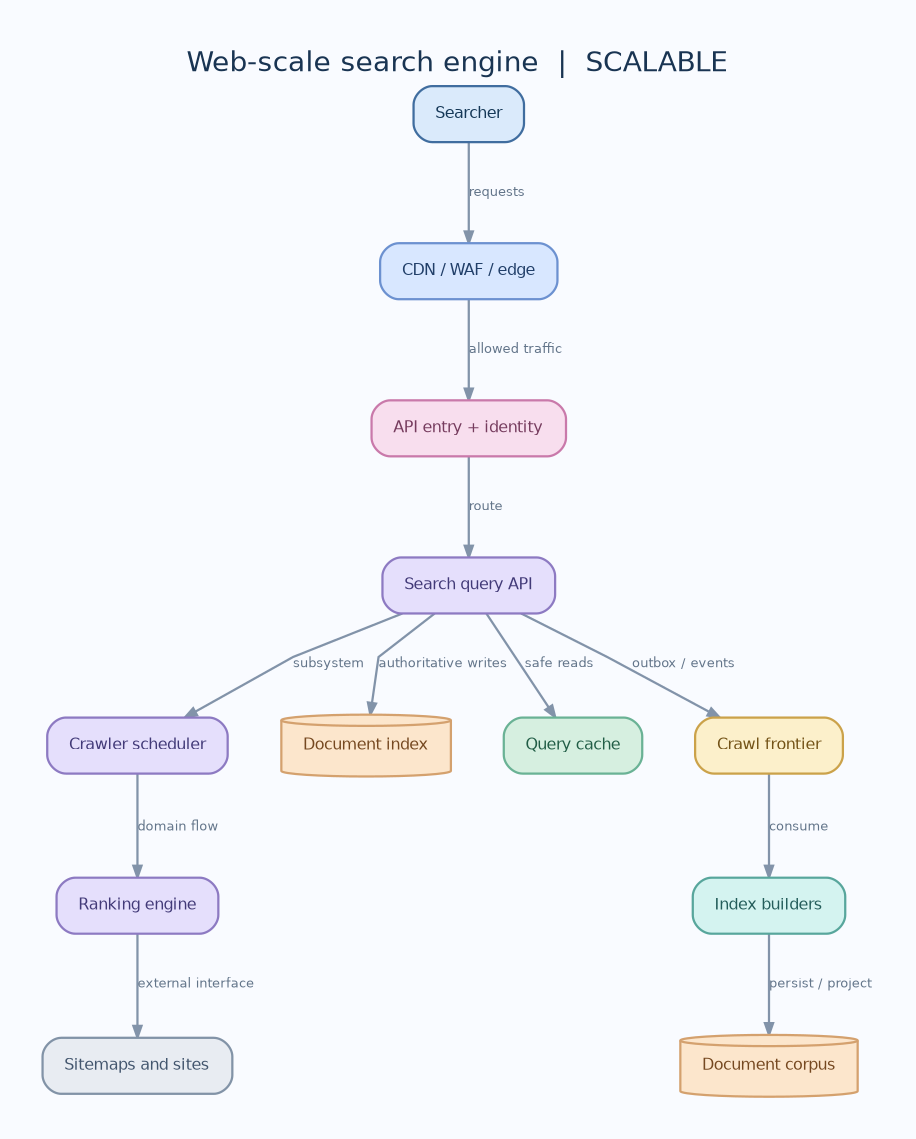 Web-scale search engine | SCALABLE
Searcher
requests
CDN / WAF / edge
allowed traffic
API entry + identity
route
Search query API
subsystem
authoritative writes
safe reads
outbox / events
Crawler scheduler
Document index
Query cache
Crawl frontier
domain flow
consume
Ranking engine
Index builders
external interface
persist / project
Sitemaps and sites
Document corpus